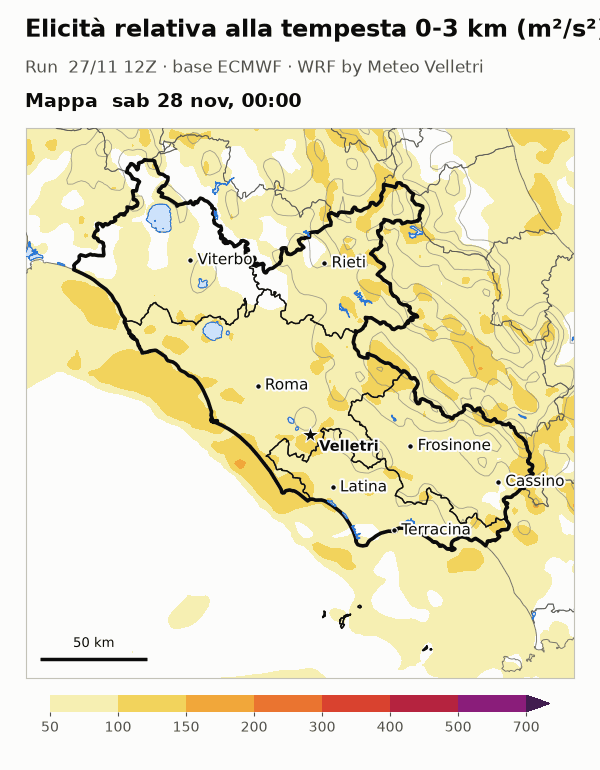 Elicità relativa alla tempesta 0-3 km (m²/s²)
Run 27/11 12Z · base ECMWF · WRF by Meteo Velletri
Mappa sab 28 nov, 00:00
Viterbo
Rieti
Roma
Velletri
Frosinone
Cassino
Latina
Terracina
50 km
50 100 150 200 300 400 500 700